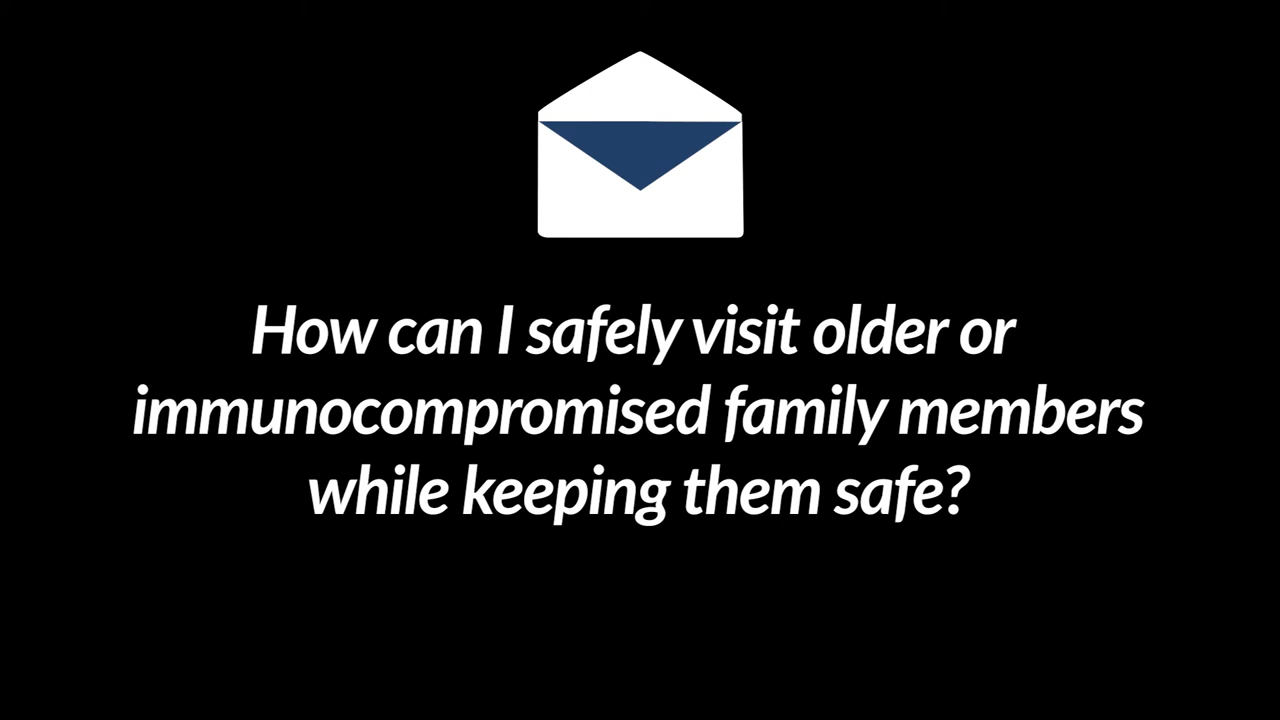 How can I safely visit older or
immunocompromised family members
while keeping them safe?